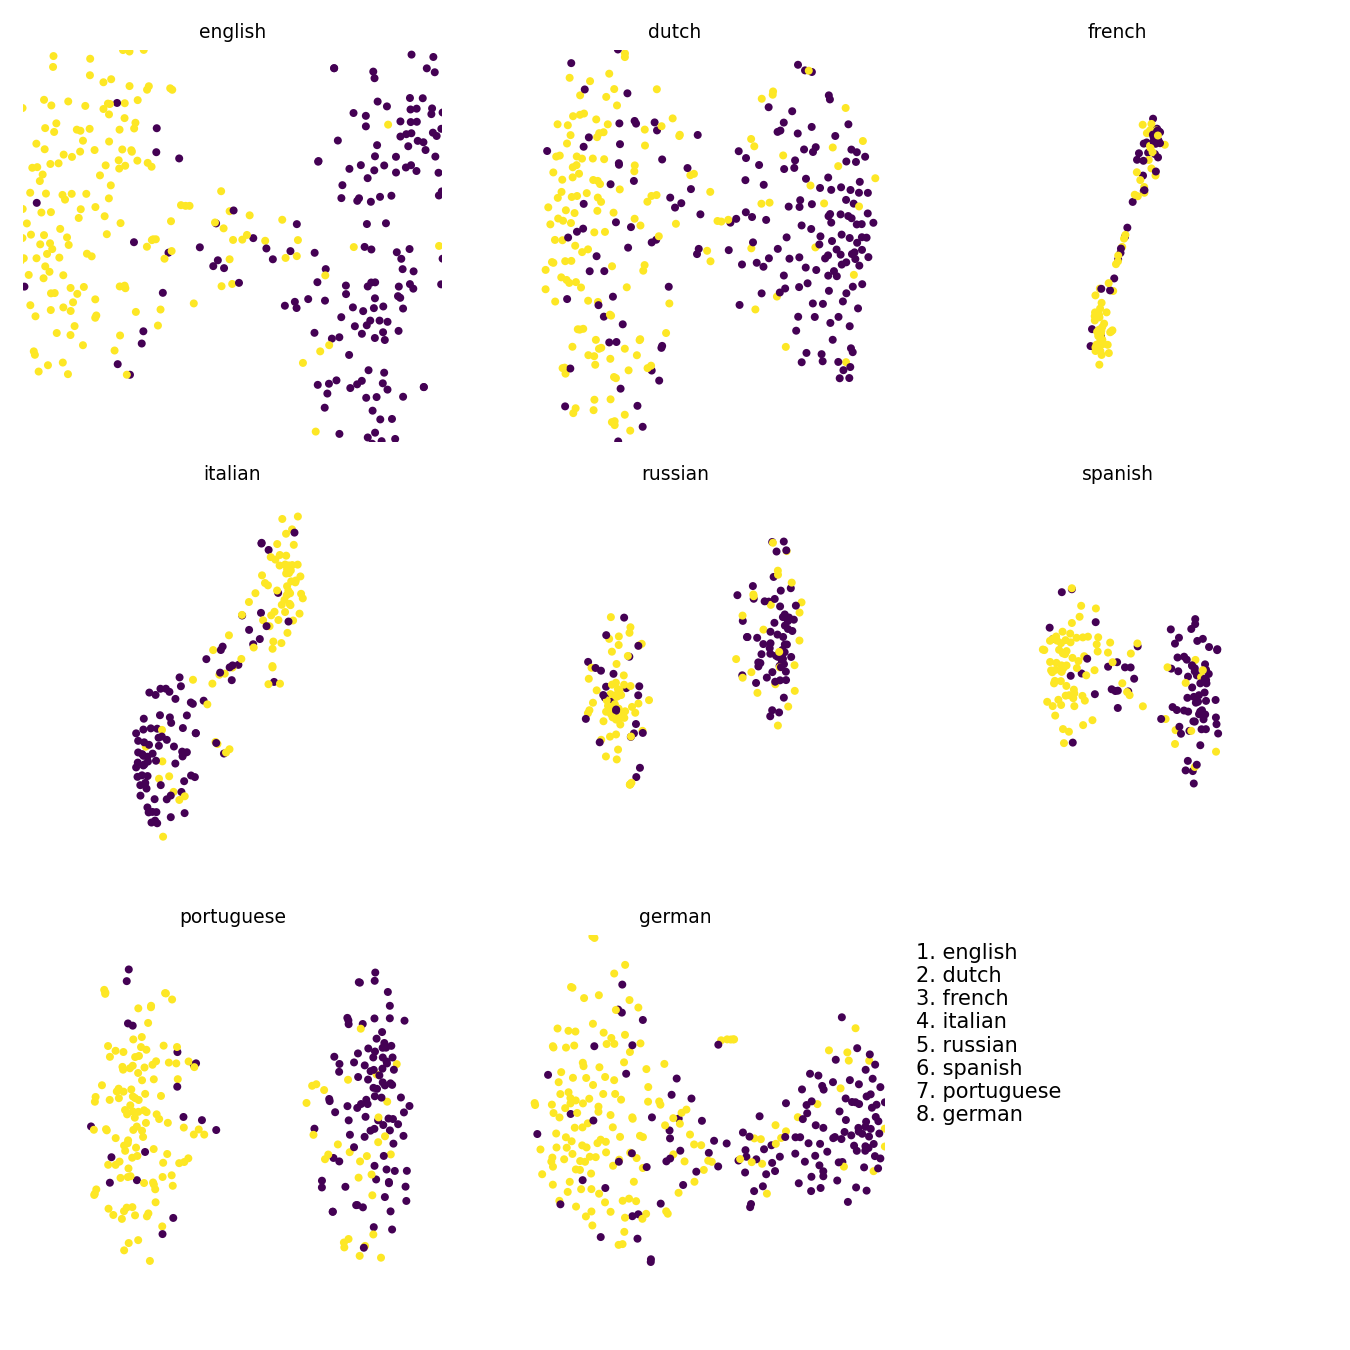 english
dutch
french
italian
russian
spanish
portuguese
german
1. english
2. dutch
3. french
4. italian
5. russian
6. spanish
7. portuguese
8. german